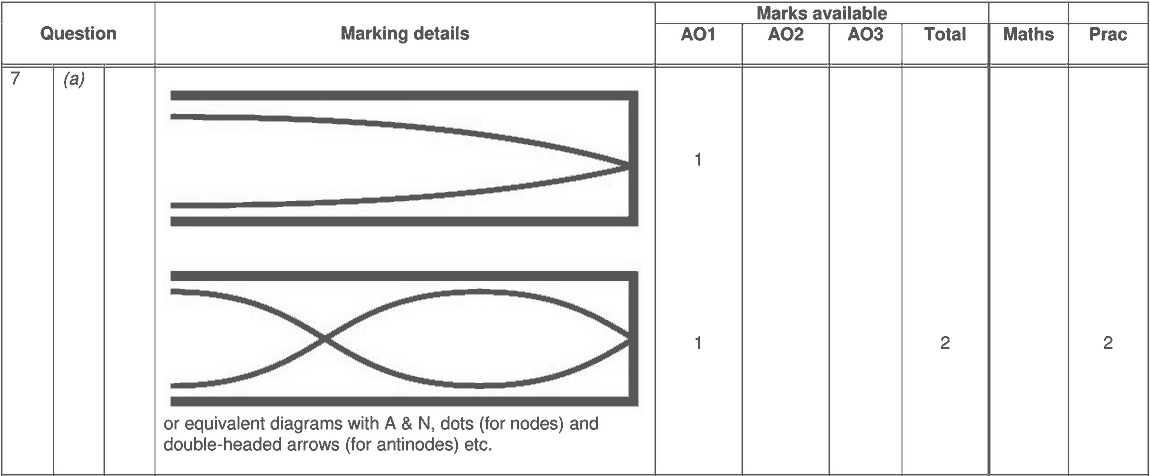 Question Marking details Marks available
AO1 AO2 AO3 Total Maths Prac
7 (a)
1
1 2 2
or equivalent diagrams with A & N, dots (for nodes) and
double-headed arrows (for antinodes) etc.